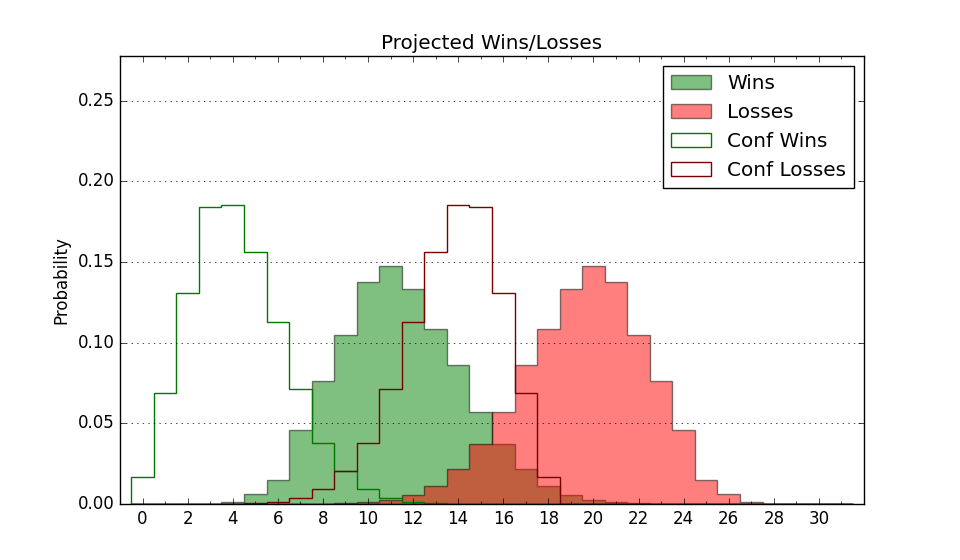 Projected Wins/Losses
Wins
Losses
Conf Wins
Conf Losses
Probability
0.25
0.20
0.15
0.10
0.05
0.00
0 2 4 6 8 10 12 14 16 18 20 22 24 26 28 30